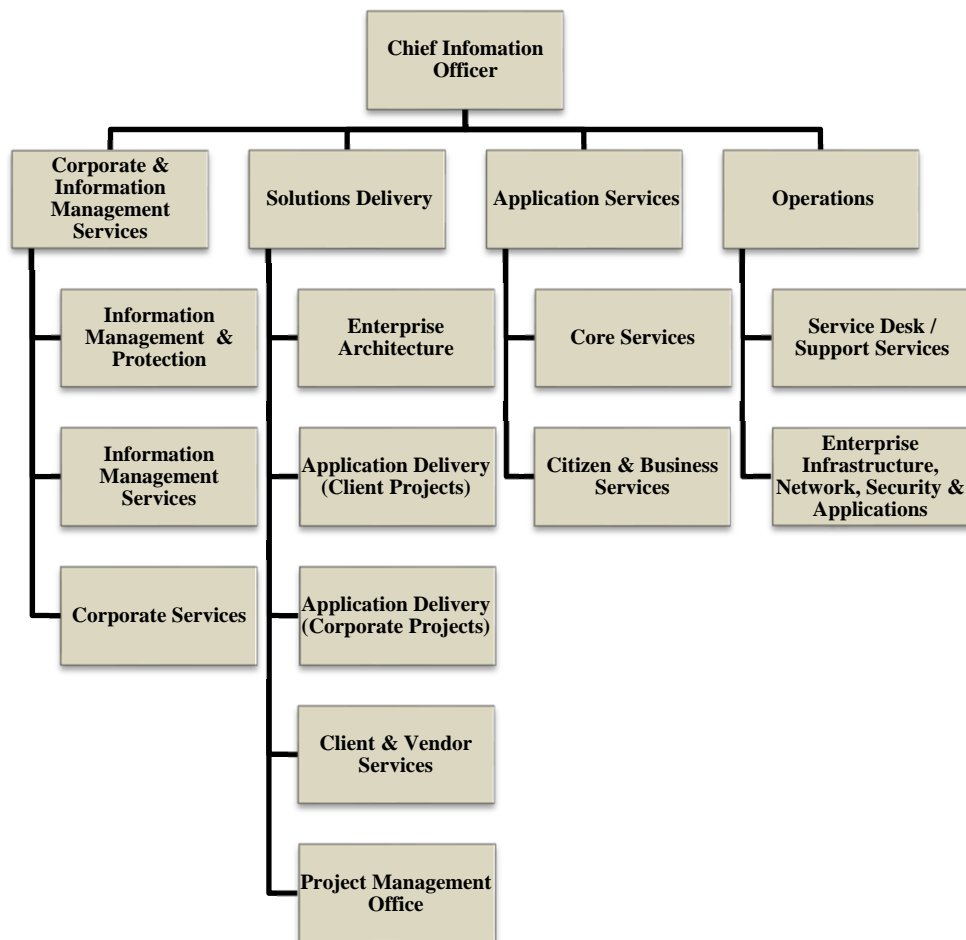 Chief Infomation
Officer
Corporate &
Information
Management
Services
Solutions Delivery
Application Services
Operations
Information
Management &
Protection
Enterprise
Architecture
Core Services
Service Desk /
Support Services
Information
Management
Services
Application Delivery
(Client Projects)
Citizen & Business
Services
Enterprise
Infrastructure,
Network, Security &
Applications
Corporate Services
Application Delivery
(Corporate Projects)
Client & Vendor
Services
Project Management
Office